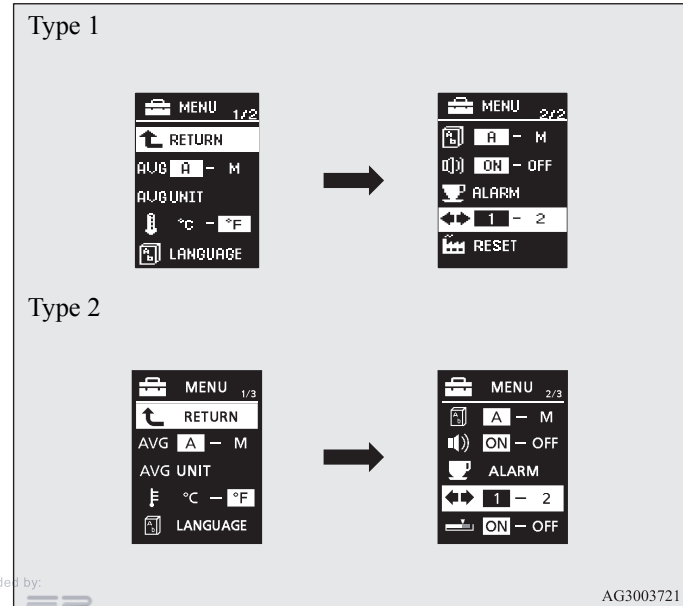 Type 1
MENU 1/2
RETURN
AVG A - M
AVG UNIT
°C - °F
LANGUAGE
MENU 2/2
A - M
ON - OFF
ALARM
1 - 2
RESET
Type 2
MENU 1/3
RETURN
AVG A - M
AVG UNIT
°C - °F
LANGUAGE
MENU 2/3
A - M
ON - OFF
ALARM
1 - 2
ON - OFF
ded by:
AG3003721